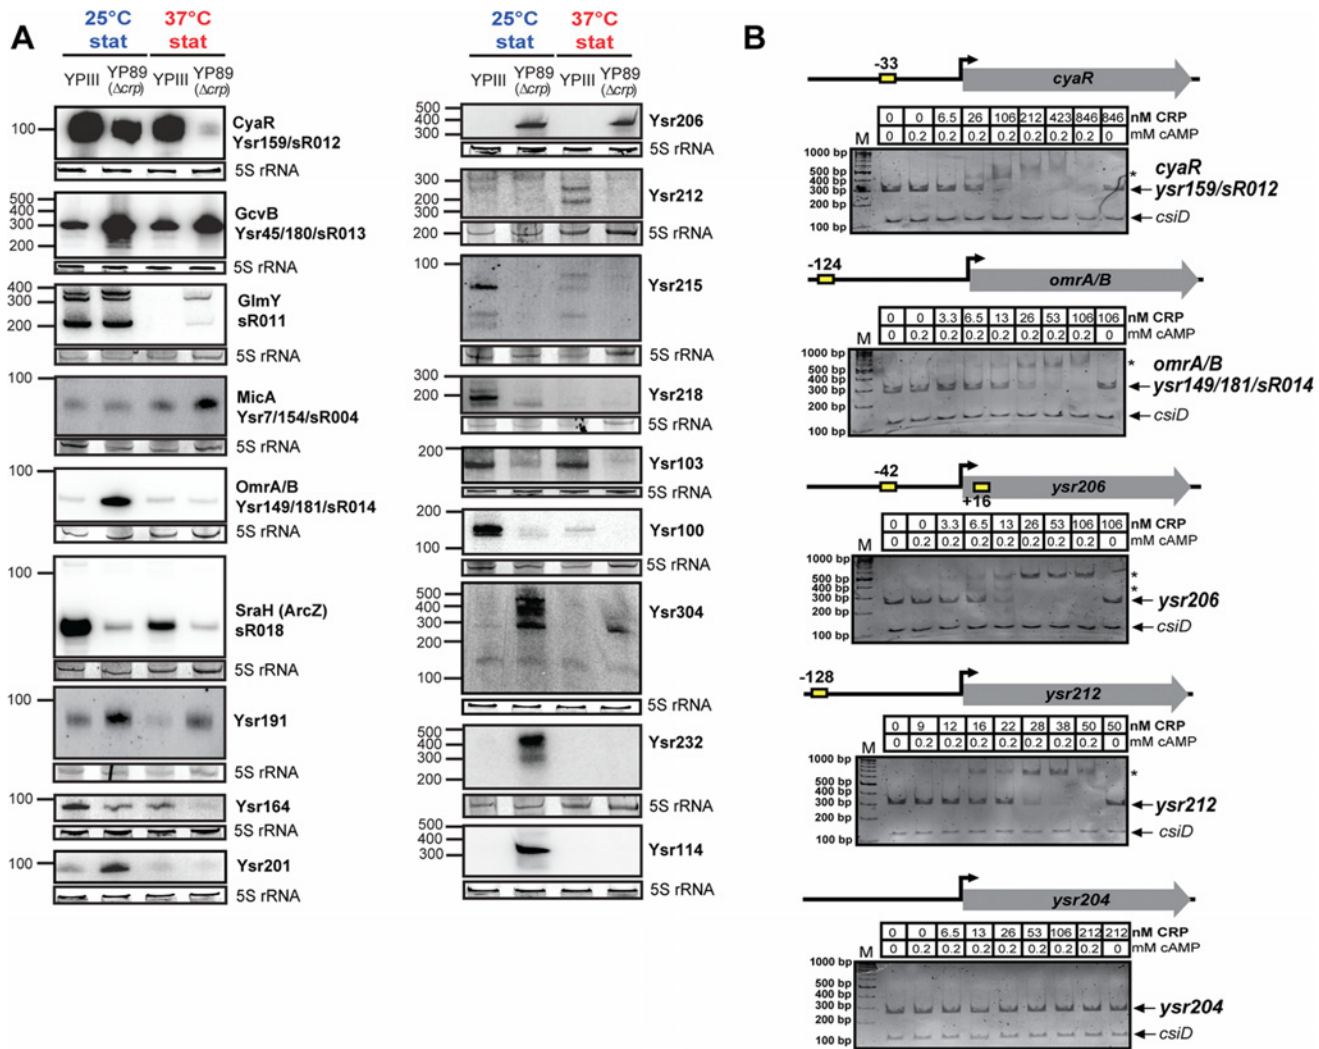 A
25°C
stat
37°C
stat
YPIII
YP89
(Δcrp)
YPIII
YP89
(Δcrp)
100
CyaR
Ysr159/sR012
5S rRNA
500
400
300
200
GcvB
Ysr45/180/sR013
5S rRNA
400
300
200
GlmY
sR011
5S rRNA
100
MicA
Ysr7/154/sR004
5S rRNA
100
OmrA/B
Ysr149/181/sR014
5S rRNA
100
SraH (ArcZ)
sR018
5S rRNA
100
Ysr191
5S rRNA
100
Ysr164
5S rRNA
100
Ysr201
5S rRNA
25°C
stat
37°C
stat
YPIII
YP89
(Δcrp)
YPIII
YP89
(Δcrp)
500
400
300
Ysr206
5S rRNA
300
200
300
Ysr212
200
5S rRNA
100
Ysr215
5S rRNA
300
200
Ysr218
5S rRNA
200
Ysr103
5S rRNA
200
100
Ysr100
5S rRNA
500
400
300
200
100
Ysr304
5S rRNA
500
400
300
200
Ysr232
5S rRNA
500
400
300
Ysr114
5S rRNA
B
-33
cyaR
0 0 6.5 26 106 212 423 846 846 nM CRP
0 0.2 0.2 0.2 0.2 0.2 0.2 0.2 0 mM cAMP
M
1000 bp
500 bp
400 bp
300 bp
200 bp
100 bp
*
cyaR
ysr159/sR012
csiD
-124
omrA/B
0 0 3.3 6.5 13 26 53 106 106 nM CRP
0 0.2 0.2 0.2 0.2 0.2 0.2 0.2 0 mM cAMP
M
1000 bp
500 bp
400 bp
300 bp
200 bp
100 bp
* omrA/B
ysr149/181/sR014
csiD
-42
+16
ysr206
0 0 3.3 6.5 13 26 53 106 106 nM CRP
0 0.2 0.2 0.2 0.2 0.2 0.2 0.2 0 mM cAMP
M
1000 bp
500 bp
400 bp
300 bp
200 bp
100 bp
*
*
ysr206
csiD
-128
ysr212
0 9 12 16 22 28 38 50 50 nM CRP
0 0.2 0.2 0.2 0.2 0.2 0.2 0.2 0 mM cAMP
M
1000 bp
500 bp
400 bp
300 bp
200 bp
100 bp
*
ysr212
csiD
ysr204
0 0 6.5 13 26 53 106 212 212 nM CRP
0 0.2 0.2 0.2 0.2 0.2 0.2 0.2 0 mM cAMP
M
1000 bp
500 bp
400 bp
300 bp
200 bp
100 bp
ysr204
csiD